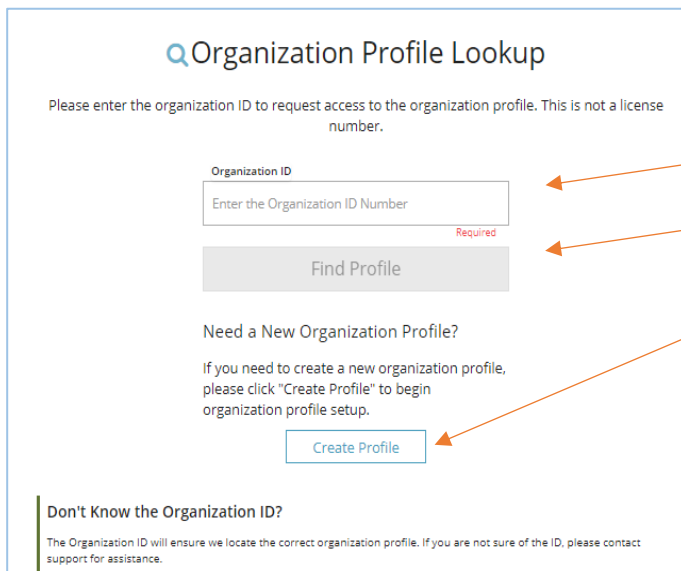 Organization Profile Lookup
Please enter the organization ID to request access to the organization profile. This is not a license
number.
Organization ID
Enter the Organization ID Number
Required
Find Profile
Need a New Organization Profile?
If you need to create a new organization profile,
please click "Create Profile" to begin
organization profile setup.
Create Profile
Don't Know the Organization ID?
The Organization ID will ensure we locate the correct organization profile. If you are not sure of the ID, please contact
support for assistance.